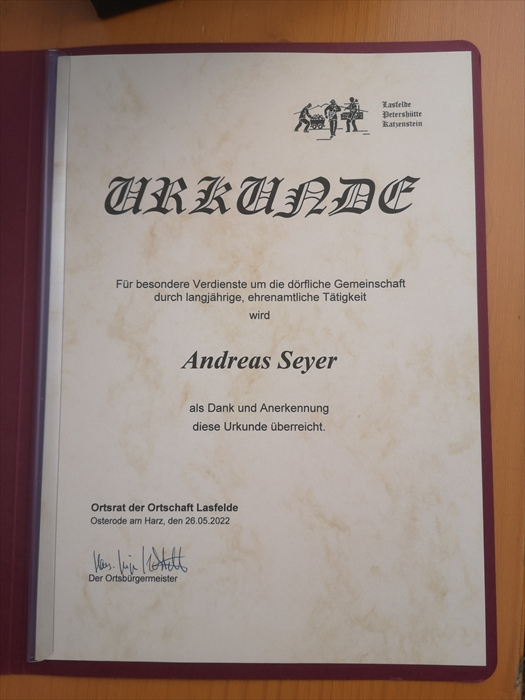 Lasfelde
Petershütte
Katzenstein
URKUNDE
Für besondere Verdienste um die dörfliche Gemeinschaft
durch langjährige, ehrenamtliche Tätigkeit
wird
Andreas Seyer
als Dank und Anerkennung
diese Urkunde überreicht.
Ortsrat der Ortschaft Lasfelde
Osterode am Harz, den 26.05.2022
Der Ortsbürgermeister